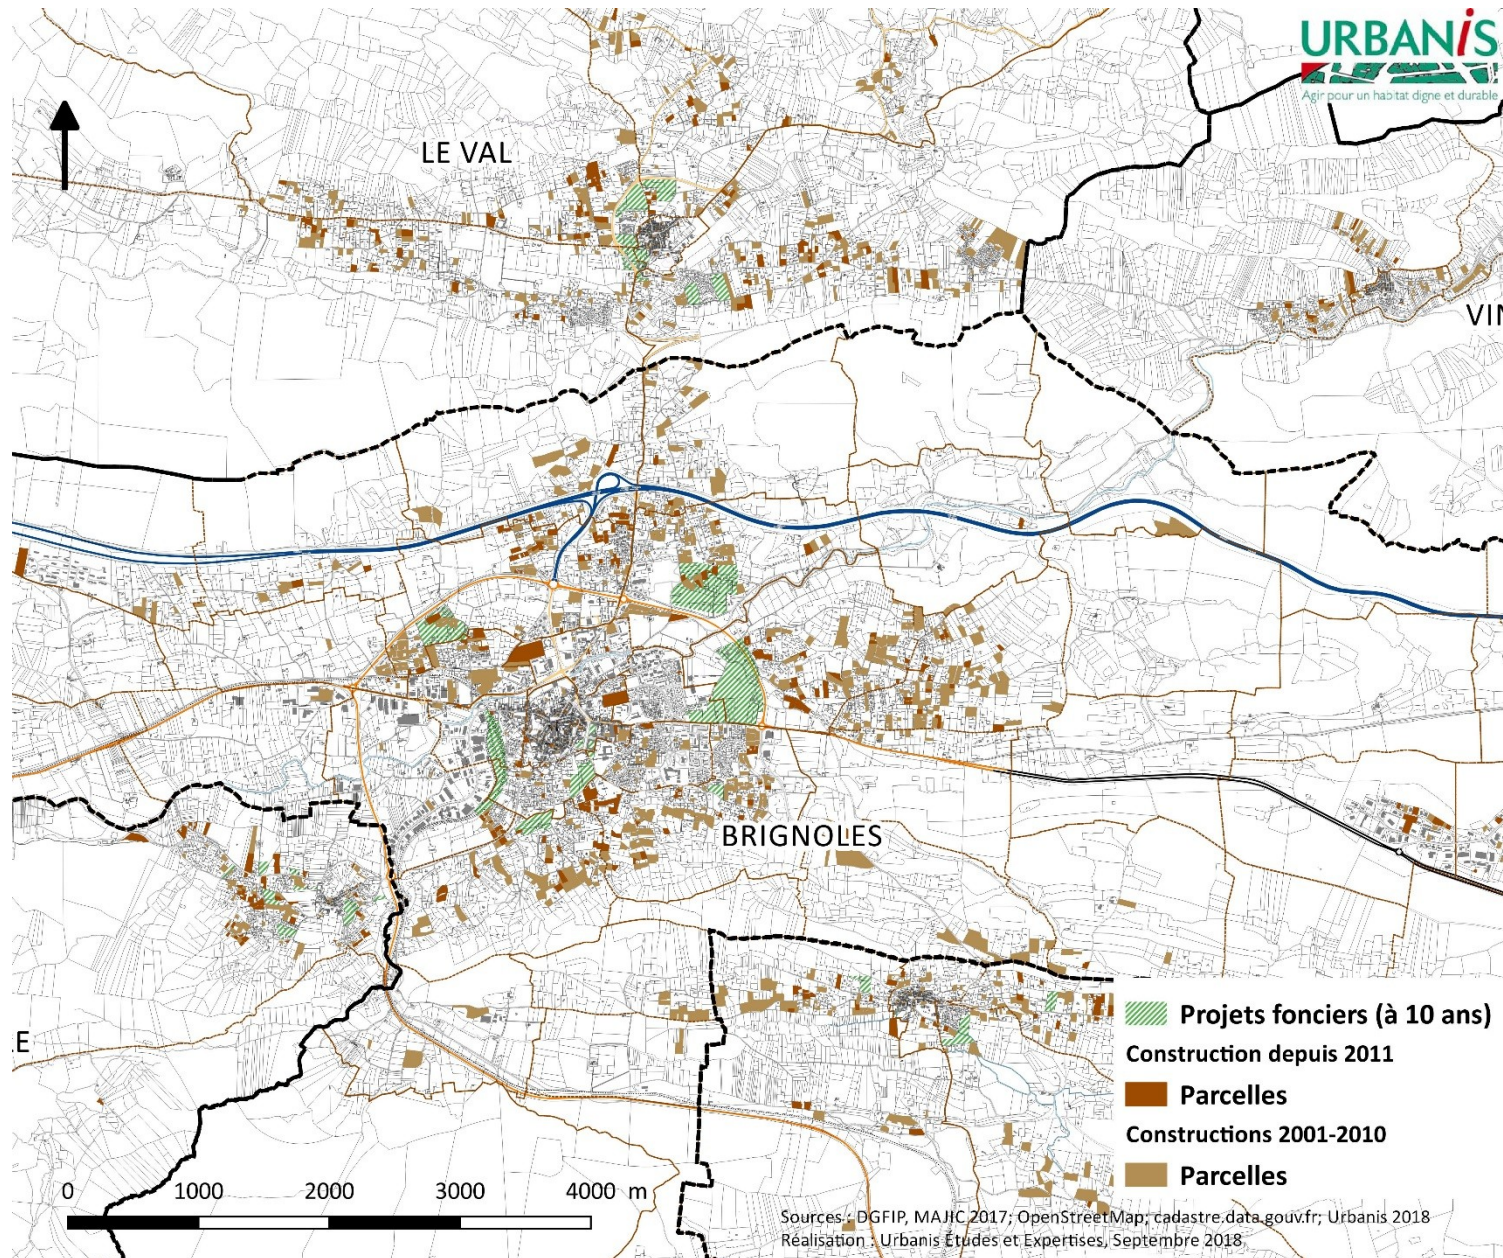 URBANiS
Agir pour un habitat digne et durable
LE VAL
VIN
BRIGNOLES
LE
Projets fonciers (à 10 ans)
Construction depuis 2011
Parcelles
Constructions 2001-2010
Parcelles
0 1000 2000 3000 4000 m
Sources : DGFIP, MAJIC 2017; OpenStreetMap; cadastre.data.gouv.fr; Urbanis 2018
Réalisation : Urbanis Études et Expertises, Septembre 2018